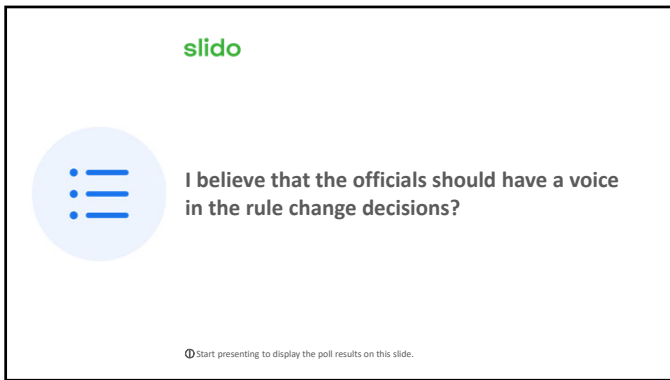 slido
I believe that the officials should have a voice
in the rule change decisions?
Start presenting to display the poll results on this slide.